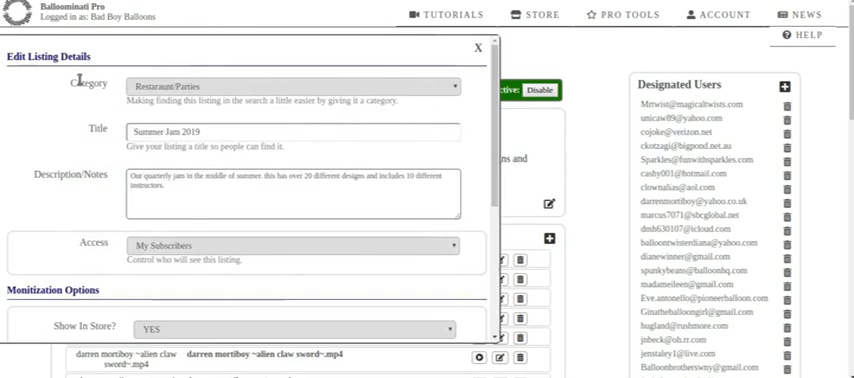 Balloominati Pro
Logged in as: Bad Boy Balloons
TUTORIALS
STORE
PRO TOOLS
ACCOUNT
NEWS
HELP
X
Edit Listing Details
Category
Restaraunt/Parties
Making finding this listing in the search a little easier by giving it a category.
Title
Summer Jam 2019
Give your listing a title so people can find it.
Description/Notes
Our quarterly jam in the middle of summer. this has over 20 different designs and includes 10 different
instructors.
Access
My Subscribers
Control who will see this listing.
Monitization Options
Show In Store?
YES
ctive:
Disable
ns and
darren mortiboy ~alien claw
sword~.mp4
darren mortiboy ~alien claw sword~.mp4
Designated Users
Mrtwist@magicaltwists.com
unicaw89@yahoo.com
cojoke@verizon.net
ckotzagi@bigpond.net.au
Sparkles@funwithsparkles.com
cashy001@hotmail.com
clownalias@aol.com
darrenmortiboy@yahoo.co.uk
marcus7071@sbcglobal.net
dmh630107@icloud.com
balloontwisterdiana@yahoo.com
dianewinner@gmail.com
spunkybeans@balloonhq.com
madameileen@gmail.com
Eve.antonello@pioneerballoon.com
Ginatheballoongirl@gmail.com
hugland@rushmore.com
jnbeck@oh.rr.com
jenstaley1@live.com
Balloonbrotherswny@gmail.com